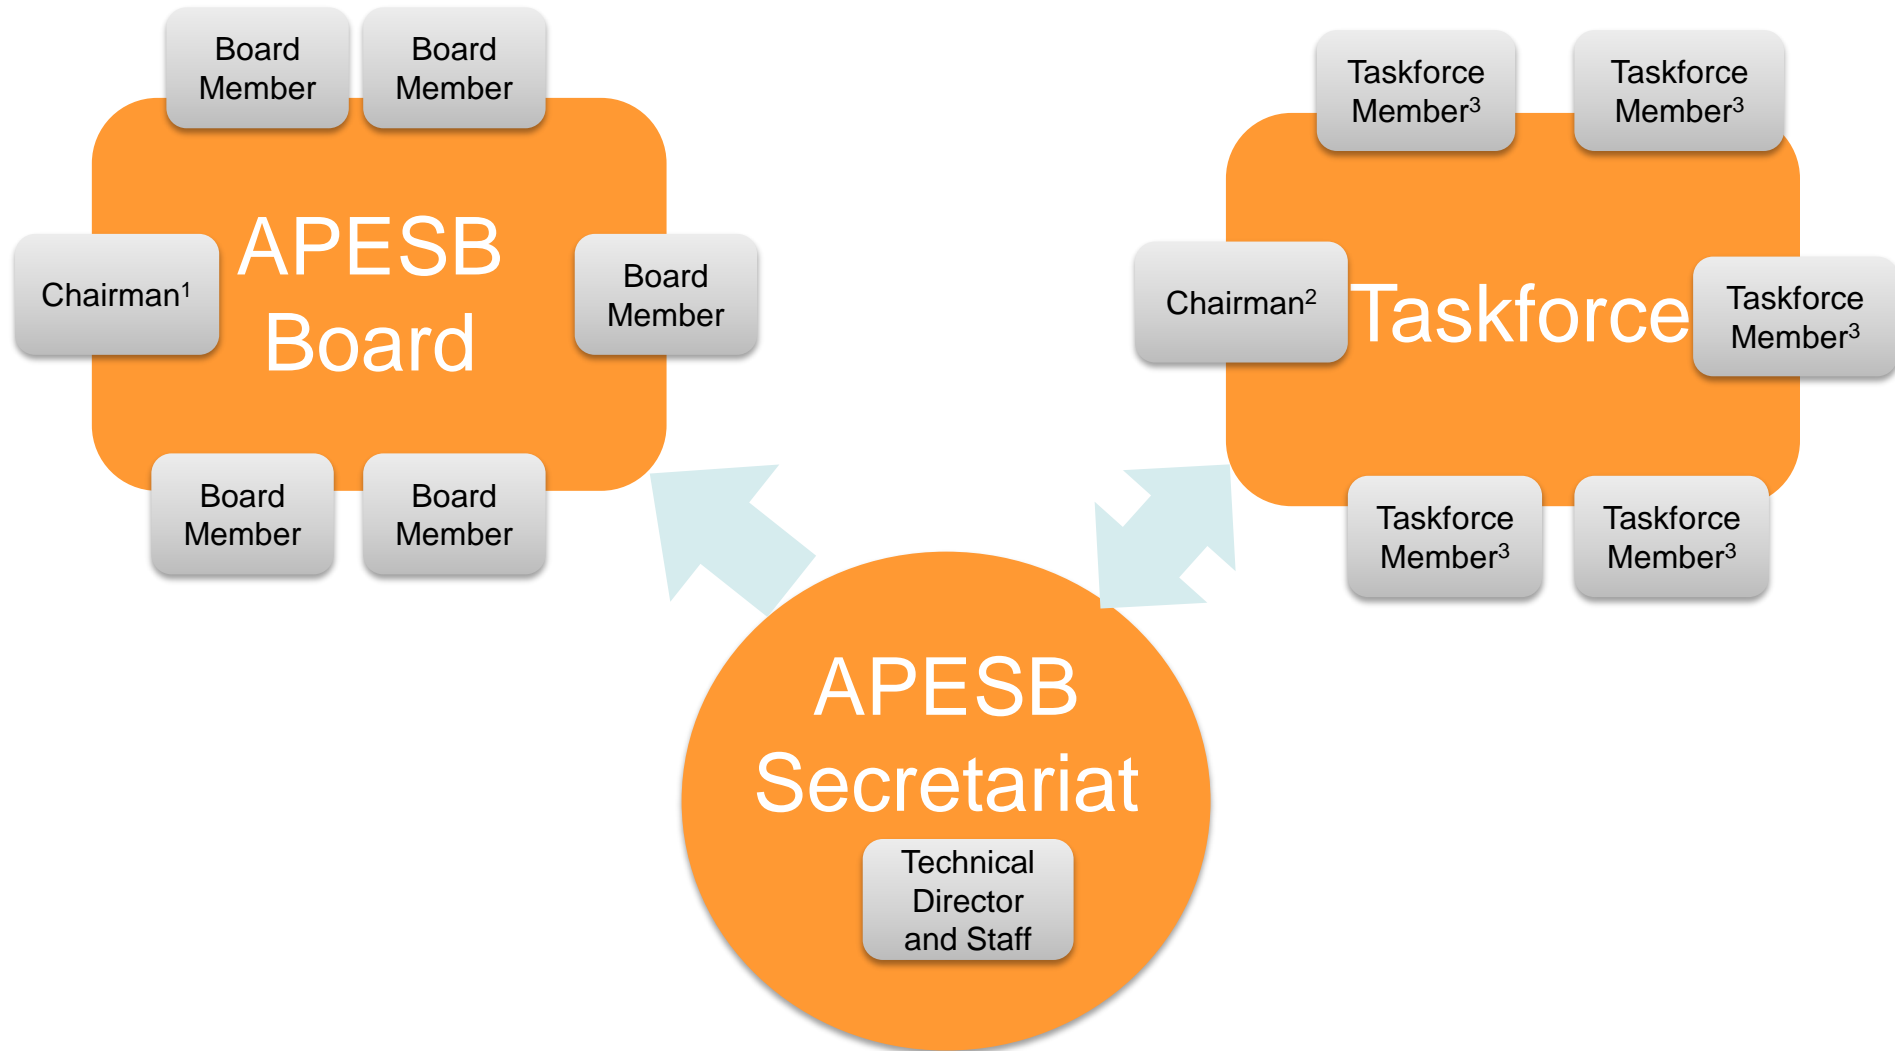 Board
Member
Board
Member
APESB
Board
Chairman¹
Board
Member
Board
Member
Board
Member
Taskforce
Member³
Taskforce
Member³
Chairman²
Taskforce
Taskforce
Member³
Taskforce
Member³
Taskforce
Member³
APESB
Secretariat
Technical
Director
and Staff